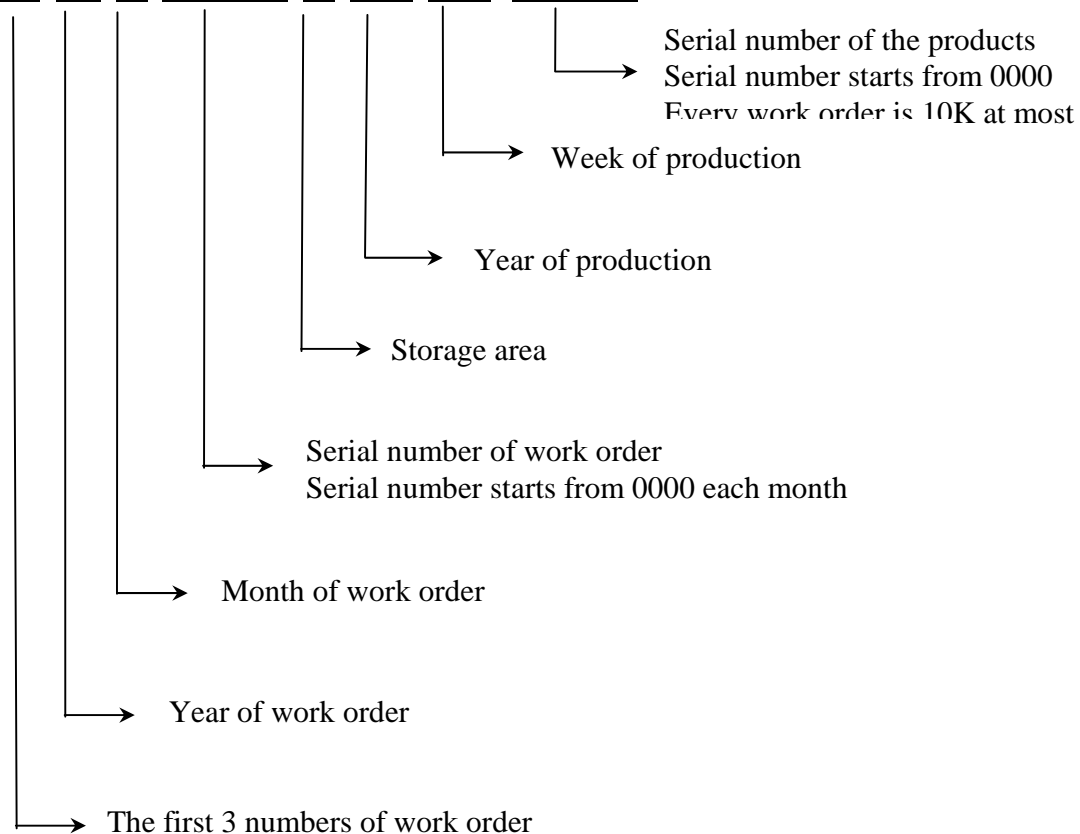 Serial number of the products
Serial number starts from 0000
Every work order is 10K at most
Week of production
Year of production
Storage area
Serial number of work order
Serial number starts from 0000 each month
Month of work order
Year of work order
The first 3 numbers of work order